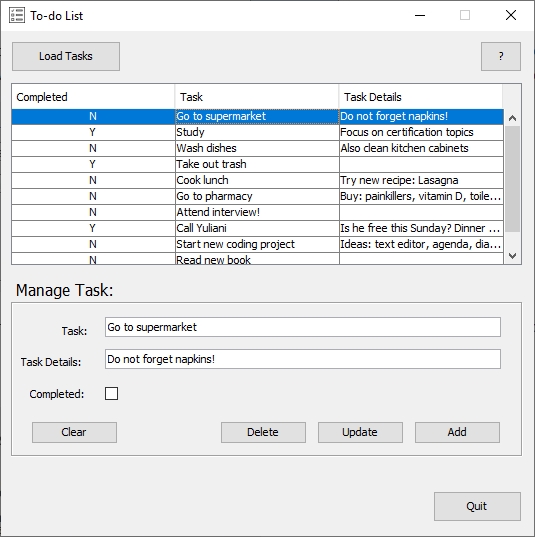 To-do List
Load Tasks ?
Completed Task Task Details
N Go to supermarket Do not forget napkins!
Y Study Focus on certification topics
N Wash dishes Also clean kitchen cabinets
Y Take out trash
N Cook lunch Try new recipe: Lasagna
N Go to pharmacy Buy: painkillers, vitamin D, toile...
N Attend interview!
Y Call Yuliani Is he free this Sunday? Dinner ...
N Start new coding project Ideas: text editor, agenda, dia...
N Read new book
Manage Task:
Task: Go to supermarket
Task Details: Do not forget napkins!
Completed:
Clear Delete Update Add
Quit